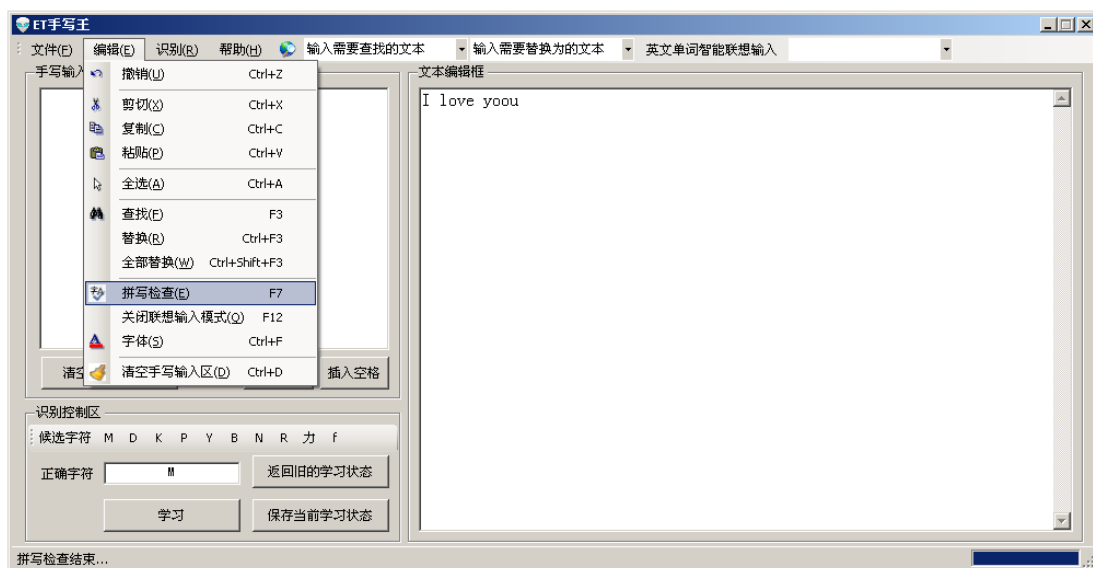 ET手写王
文件(F) 编辑(E) 识别(R) 帮助(H) 输入需要查找的文本 输入需要替换为的文本 英文单词智能联想输入
手写输入
撤销(U) Ctrl+Z
剪切(X) Ctrl+X
复制(C) Ctrl+C
粘贴(P) Ctrl+V
全选(A) Ctrl+A
查找(F) F3
替换(R) Ctrl+F3
全部替换(W) Ctrl+Shift+F3
拼写检查(E) F7
关闭联想输入模式(Q) F12
字体(S) Ctrl+F
清空手写输入区(D) Ctrl+D
清空
插入空格
识别控制区
候选字符 M D K P Y B N R 力 f
正确字符 M 返回旧的学习状态
学习 保存当前学习状态
文本编辑框
I love yoou
拼写检查结束...